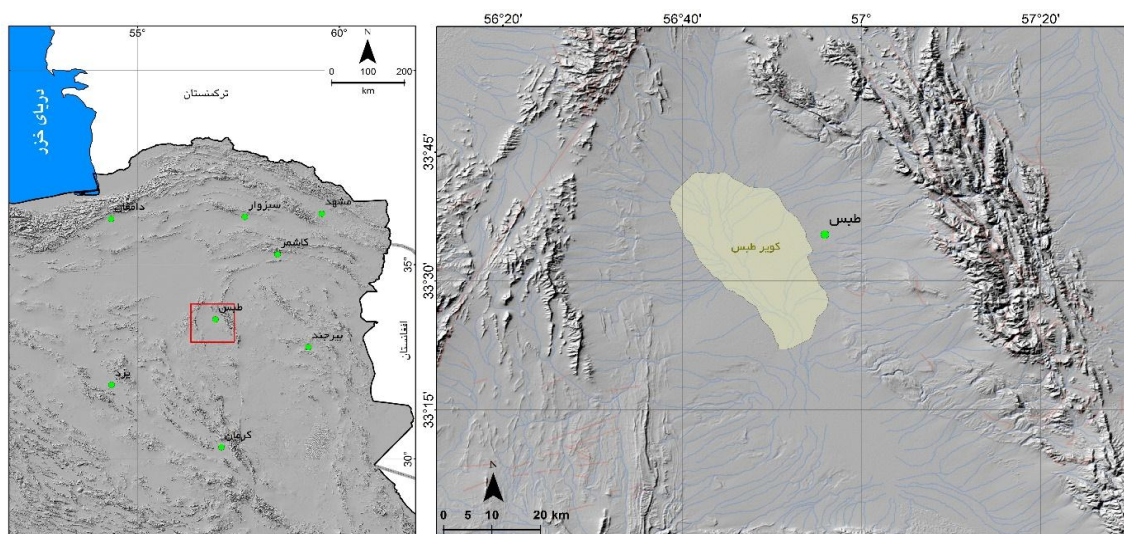 55°
60°
N
0 100 200
km
ترکمنستان
دریای خزر
دامغان
سبزوار
مشهد
کاشمر
35°
طبس
بیرجند
افغانستان
یزد
کرمان
30°
56°20'
56°40'
57°
57°20'
33°45'
طبس
کویر طبس
33°30'
33°15'
N
0 5 10 20 km